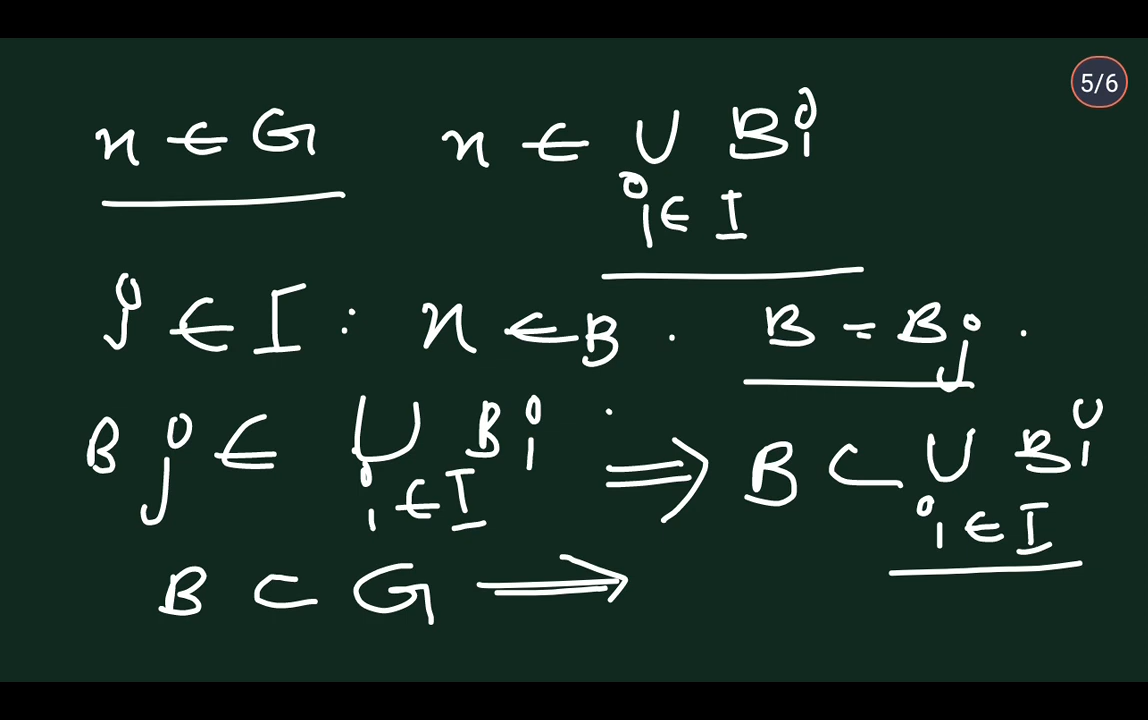 5/6
x ∈ G   x ∈ ∪ Bi
i ∈ I
j ∈ I : x ∈ B . B = Bj .
Bj ∈ ∪ Bi . ⟹ B ⊂ ∪ Bi
i ∈ I   i ∈ I
B ⊂ G ⟹